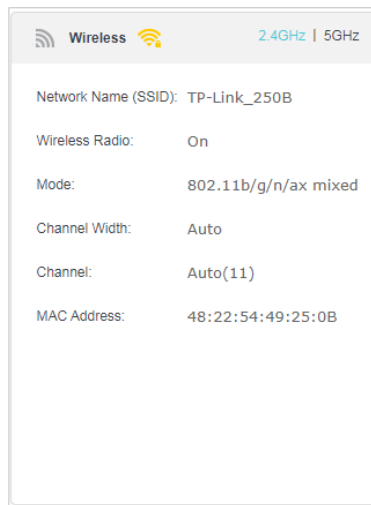 Wireless 2.4GHz | 5GHz
Network Name (SSID): TP-Link_250B
Wireless Radio: On
Mode: 802.11b/g/n/ax mixed
Channel Width: Auto
Channel: Auto(11)
MAC Address: 48:22:54:49:25:0B